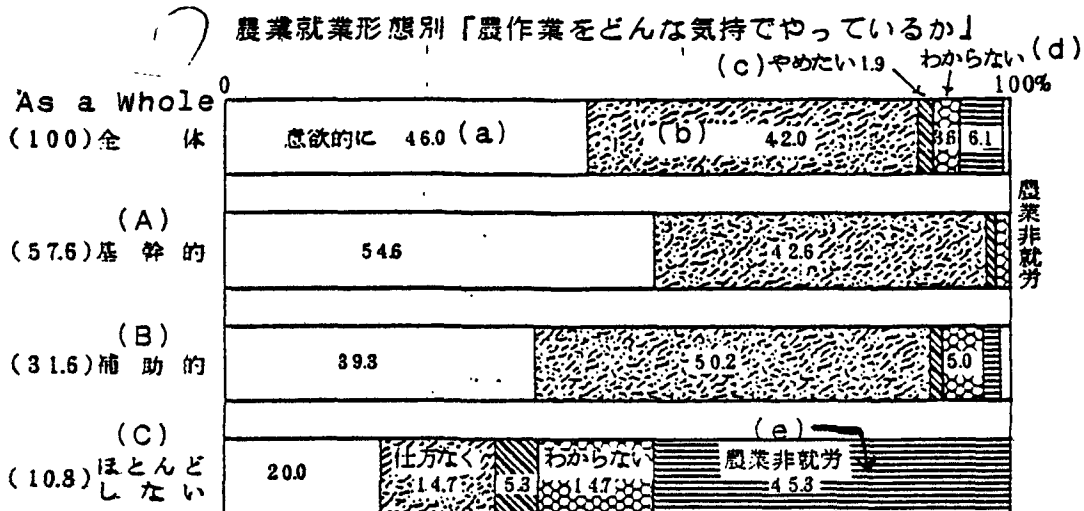 農業就業形態別「農作業をどんな気持でやっているか」
(c)やめたい1.9 わからない(d)
0 100%
As a Whole
(100)全体 意欲的に 46.0 (a) (b) 42.0 3.6 6.1
農業非就労
(A)
(57.6)基幹的 54.6 42.6
(B)
(31.6)補助的 39.3 50.2 5.0
(C) (e)
(10.8)ほとんどしない 20.0 仕方なく 14.7 5.3 わからない 14.7 農業非就労 45.3